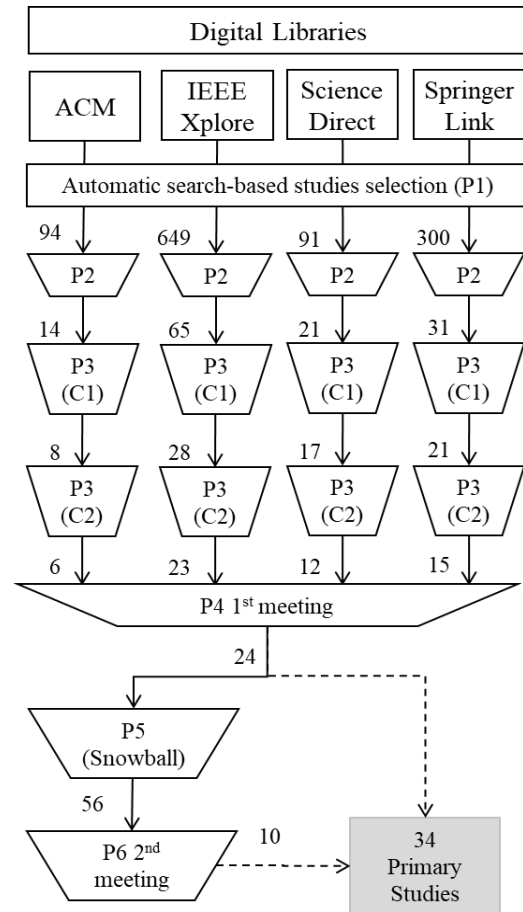 Digital Libraries
ACM
IEEE
Xplore
Science
Direct
Springer
Link
Automatic search-based studies selection (P1)
94
649
91
300
P2
P2
P2
P2
14
65
21
31
P3
(C1)
P3
(C1)
P3
(C1)
P3
(C1)
8
28
17
21
P3
(C2)
P3
(C2)
P3
(C2)
P3
(C2)
6
23
12
15
P4 1st meeting
24
P5
(Snowball)
56
P6 2nd
meeting
10
34
Primary
Studies